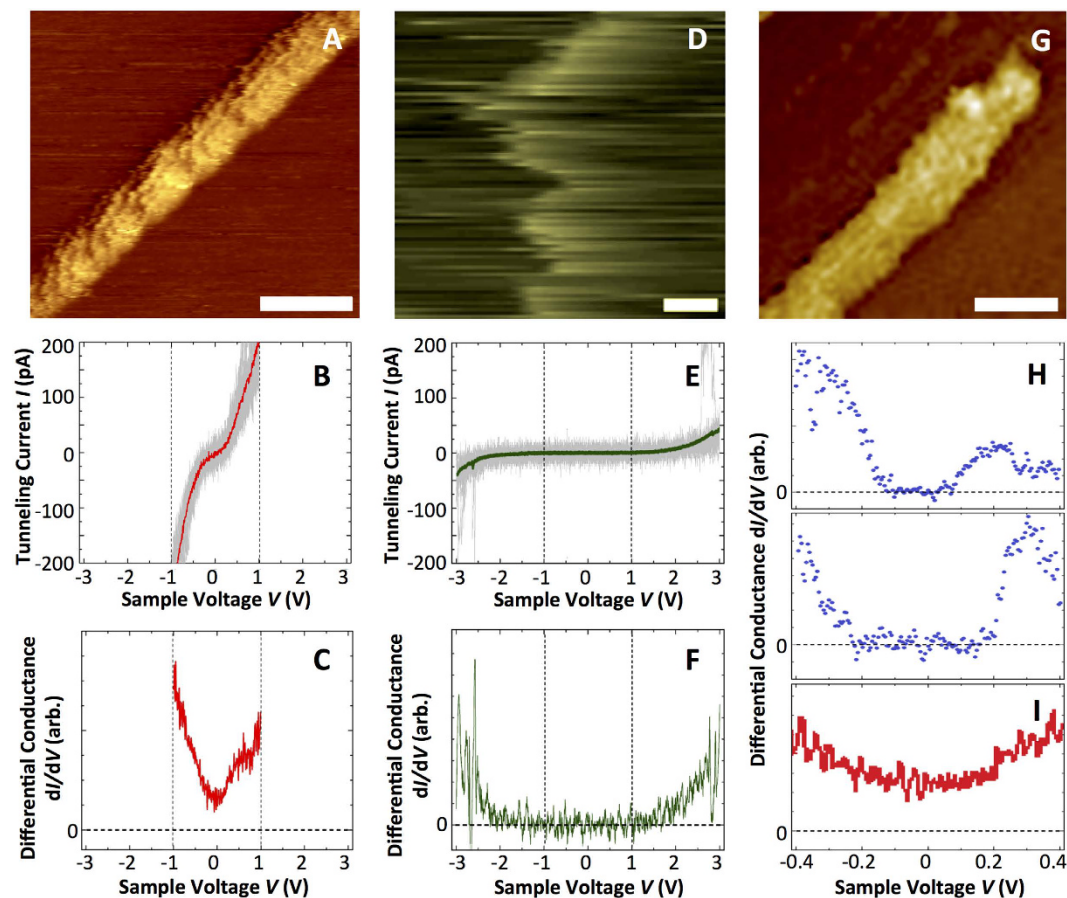 A
D
G
Tunneling Current I (pA)
200
100
0
-100
-200
B
-3 -2 -1 0 1 2 3
Sample Voltage V (V)
Tunneling Current I (pA)
200
100
0
-100
-200
E
-3 -2 -1 0 1 2 3
Sample Voltage V (V)
Differential Conductance
dI/dV (arb.)
0
C
-3 -2 -1 0 1 2 3
Sample Voltage V (V)
Differential Conductance
dI/dV (arb.)
0
F
-3 -2 -1 0 1 2 3
Sample Voltage V (V)
Differential Conductance dI/dV (arb.)
H
0
0
I
0
-0.4 -0.2 0 0.2 0.4
Sample Voltage V (V)